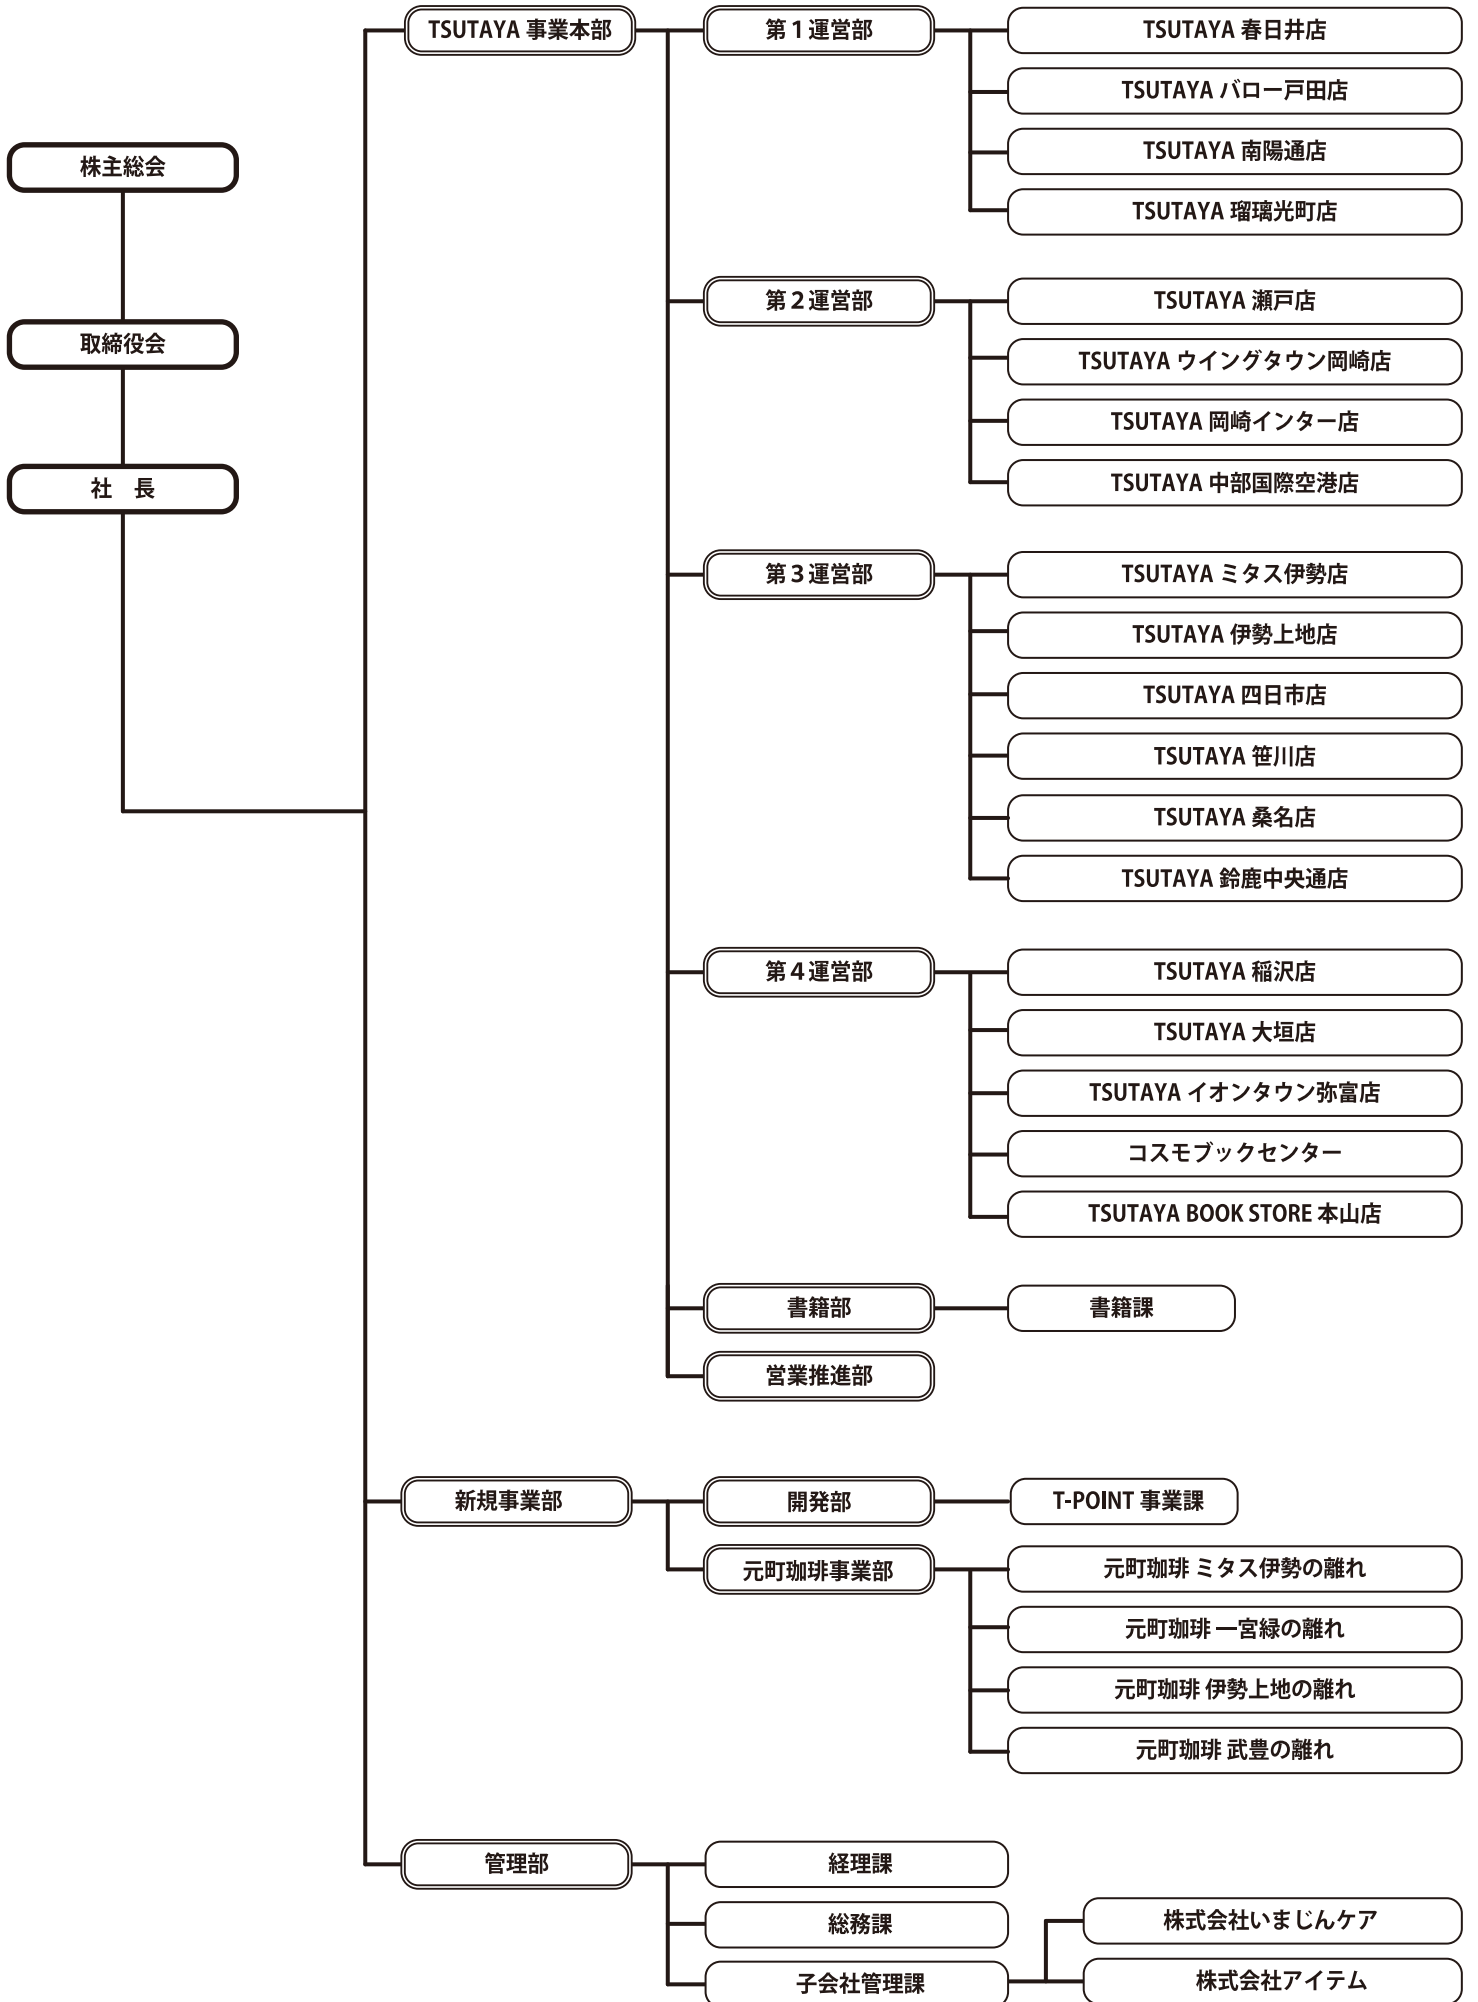 株主総会
取締役会
社　長
TSUTAYA 事業本部
第1運営部
TSUTAYA 春日井店
TSUTAYA バロー戸田店
TSUTAYA 南陽通店
TSUTAYA 瑠璃光町店
第2運営部
TSUTAYA 瀬戸店
TSUTAYA ウイングタウン岡崎店
TSUTAYA 岡崎インター店
TSUTAYA 中部国際空港店
第3運営部
TSUTAYA ミタス伊勢店
TSUTAYA 伊勢上地店
TSUTAYA 四日市店
TSUTAYA 笹川店
TSUTAYA 桑名店
TSUTAYA 鈴鹿中央通店
第4運営部
TSUTAYA 稲沢店
TSUTAYA 大垣店
TSUTAYA イオンタウン弥富店
コスモブックセンター
TSUTAYA BOOK STORE 本山店
書籍部
書籍課
営業推進部
新規事業部
開発部
T-POINT 事業課
元町珈琲事業部
元町珈琲 ミタス伊勢の離れ
元町珈琲 一宮緑の離れ
元町珈琲 伊勢上地の離れ
元町珈琲 武豊の離れ
管理部
経理課
総務課
子会社管理課
株式会社いまじんケア
株式会社アイテム